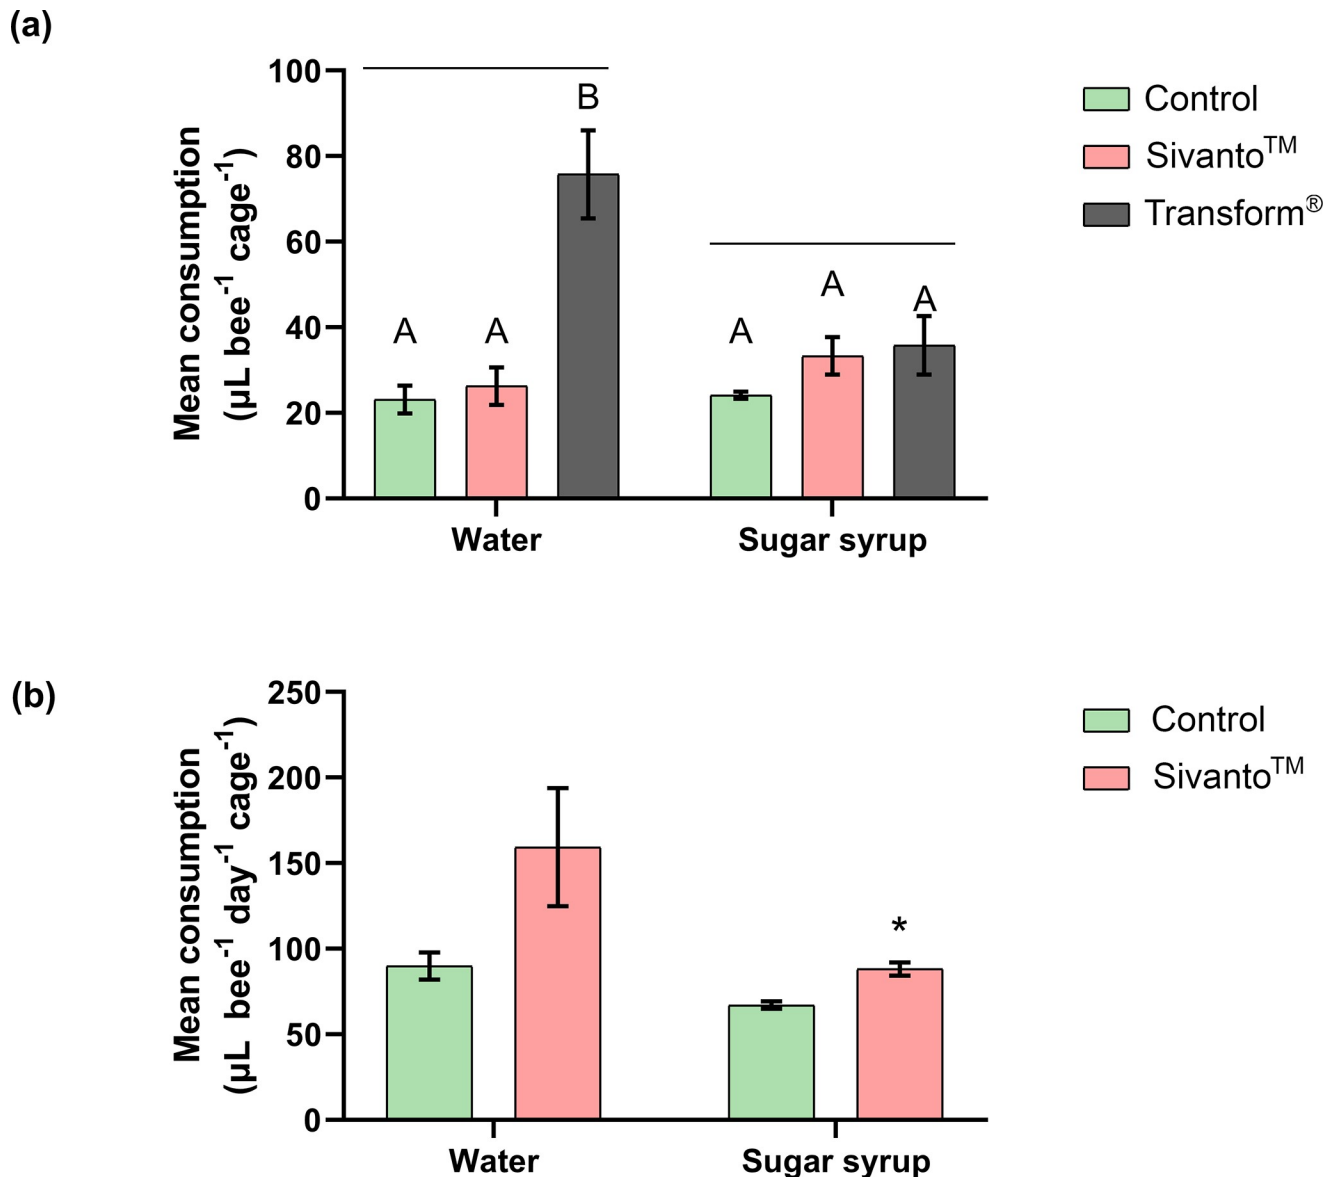 (a)
Mean consumption
(µL bee⁻¹ cage⁻¹)
100
80
60
40
20
0
A
A
B
A
A
A
Water
Sugar syrup
Control
Sivanto™
Transform®
(b)
Mean consumption
(µL bee⁻¹ day⁻¹ cage⁻¹)
250
200
150
100
50
0
*
Water
Sugar syrup
Control
Sivanto™